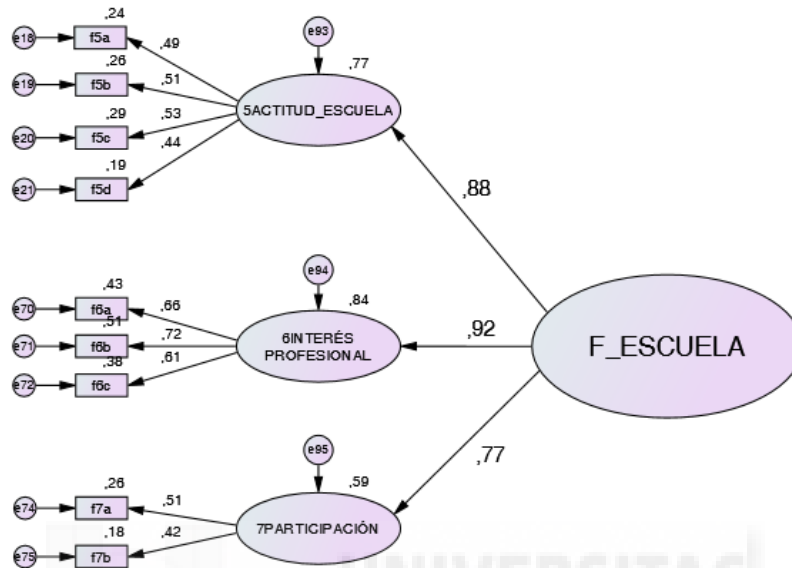 ,24
e18
f5a
,49
e93
,77
,26
e19
f5b
,51
5ACTITUD_ESCUELA
,29
e20
f5c
,53
,44
,19
e21
f5d
,88
,43
e70
f6a
,66
e94
,84
,51
e71
f6b
,72
6INTERÉS
PROFESIONAL
,92
F_ESCUELA
,38
e72
f6c
,61
,77
,26
e74
f7a
,51
e95
,59
7PARTICIPACIÓN
,18
e75
f7b
,42
UNIVERSITAS